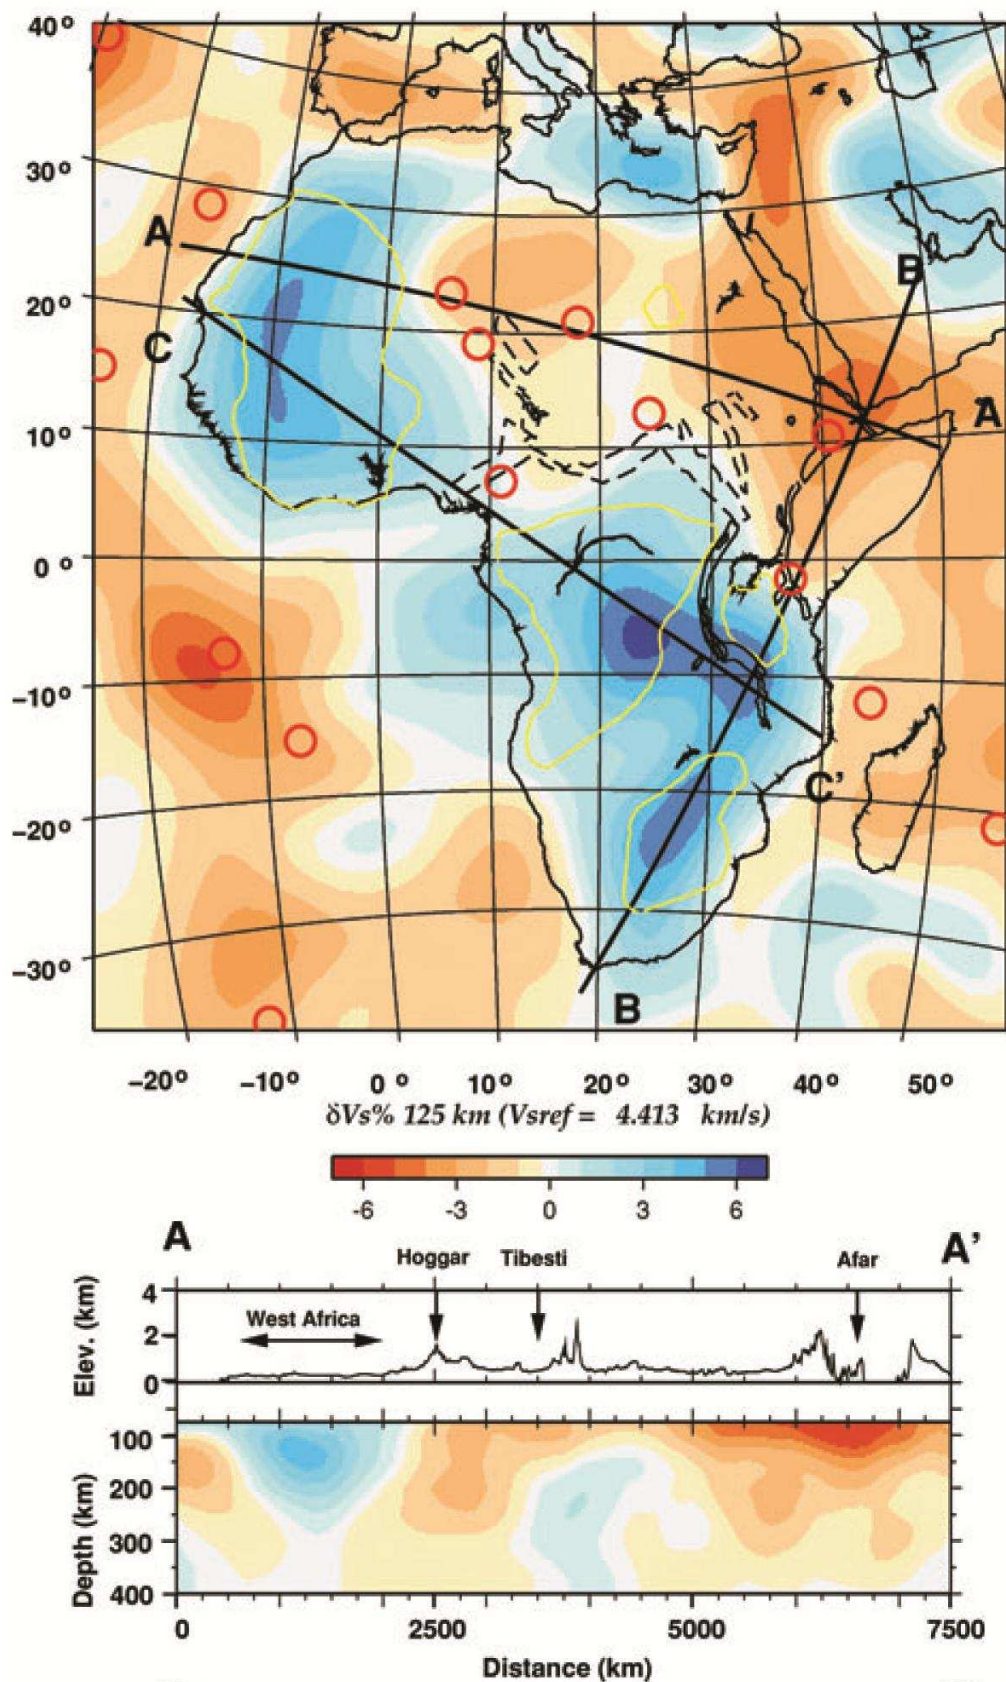 40°
30°
A
B
20°
C
A
10°
0°
-10°
C'
-20°
-30°
B
-20° -10° 0° 10° 20° 30° 40° 50°
δVs% 125 km (Vsref = 4.413 km/s)
-6 -3 0 3 6
A A'
Hoggar Tibesti Afar
4
West Africa
2
0
Elev. (km)
100
200
300
400
Depth (km)
0 2500 5000 7500
Distance (km)